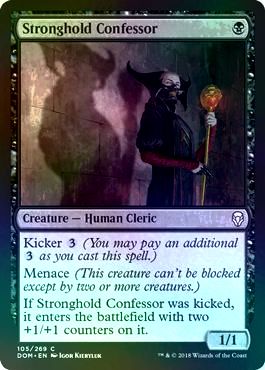 Stronghold Confessor
Creature — Human Cleric
Kicker 3 (You may pay an additional
3 as you cast this spell.)
Menace (This creature can't be blocked
except by two or more creatures.)
If Stronghold Confessor was kicked,
it enters the battlefield with two
+1/+1 counters on it.
1/1
105/269 C
DOM • EN Igor Kieryluk
™ & © 2018 Wizards of the Coast